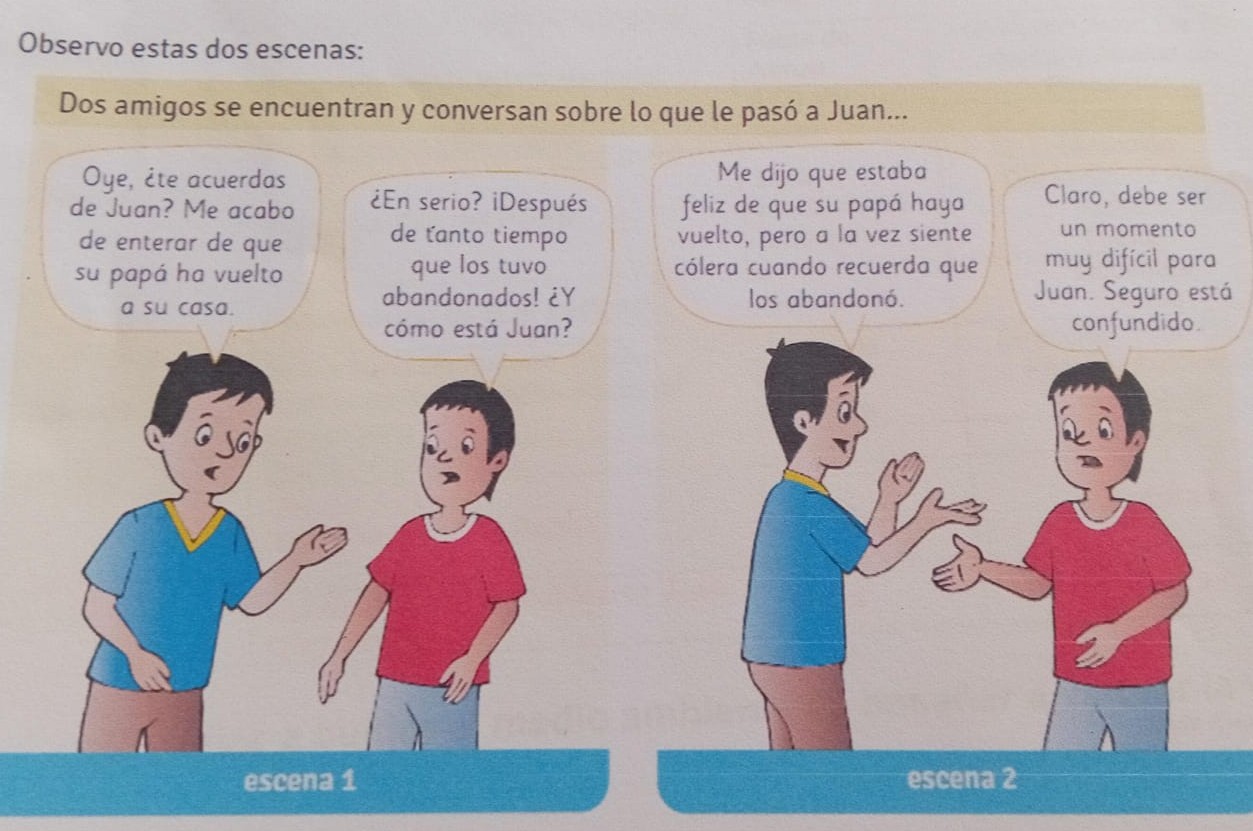 Observo estas dos escenas:
Dos amigos se encuentran y conversan sobre lo que le pasó a Juan...
Oye, ¿te acuerdas
de Juan? Me acabo
de enterar de que
su papá ha vuelto
a su casa.
¿En serio? ¡Después
de tanto tiempo
que los tuvo
abandonados! ¿Y
cómo está Juan?
Me dijo que estaba
feliz de que su papá haya
vuelto, pero a la vez siente
cólera cuando recuerda que
los abandonó.
Claro, debe ser
un momento
muy difícil para
Juan. Seguro está
confundido.
escena 1
escena 2